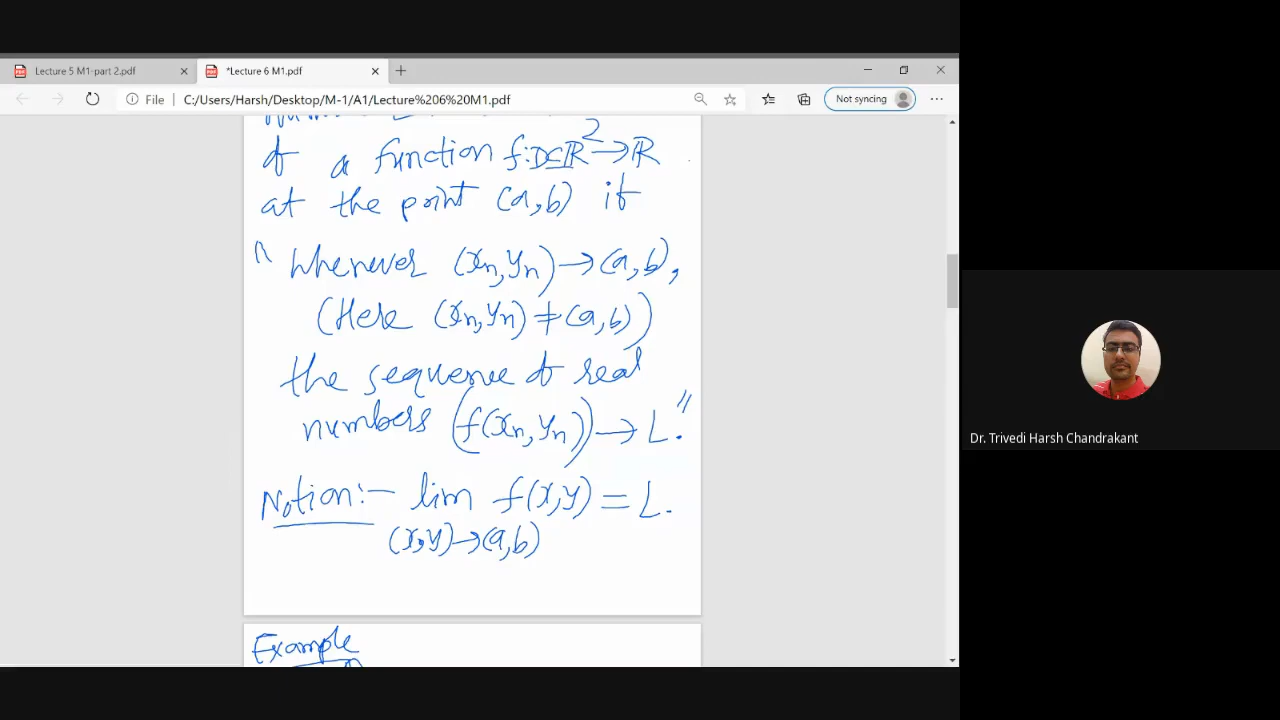 Lecture 5 M1-part 2.pdf
*Lecture 6 M1.pdf
File
C:/Users/Harsh/Desktop/M-1/A1/Lecture%206%20M1.pdf
Not syncing
of a function f:D⊆ℝ²→ℝ
at the point (a,b) if
" Whenever (xₙ,yₙ)→(a,b),
(Here (xₙ,yₙ)≠(a,b))
the sequence of real
numbers (f(xₙ,yₙ))→L."
Notion:- lim f(x,y) = L.
(x,y)→(a,b)
Example
Dr. Trivedi Harsh Chandrakant